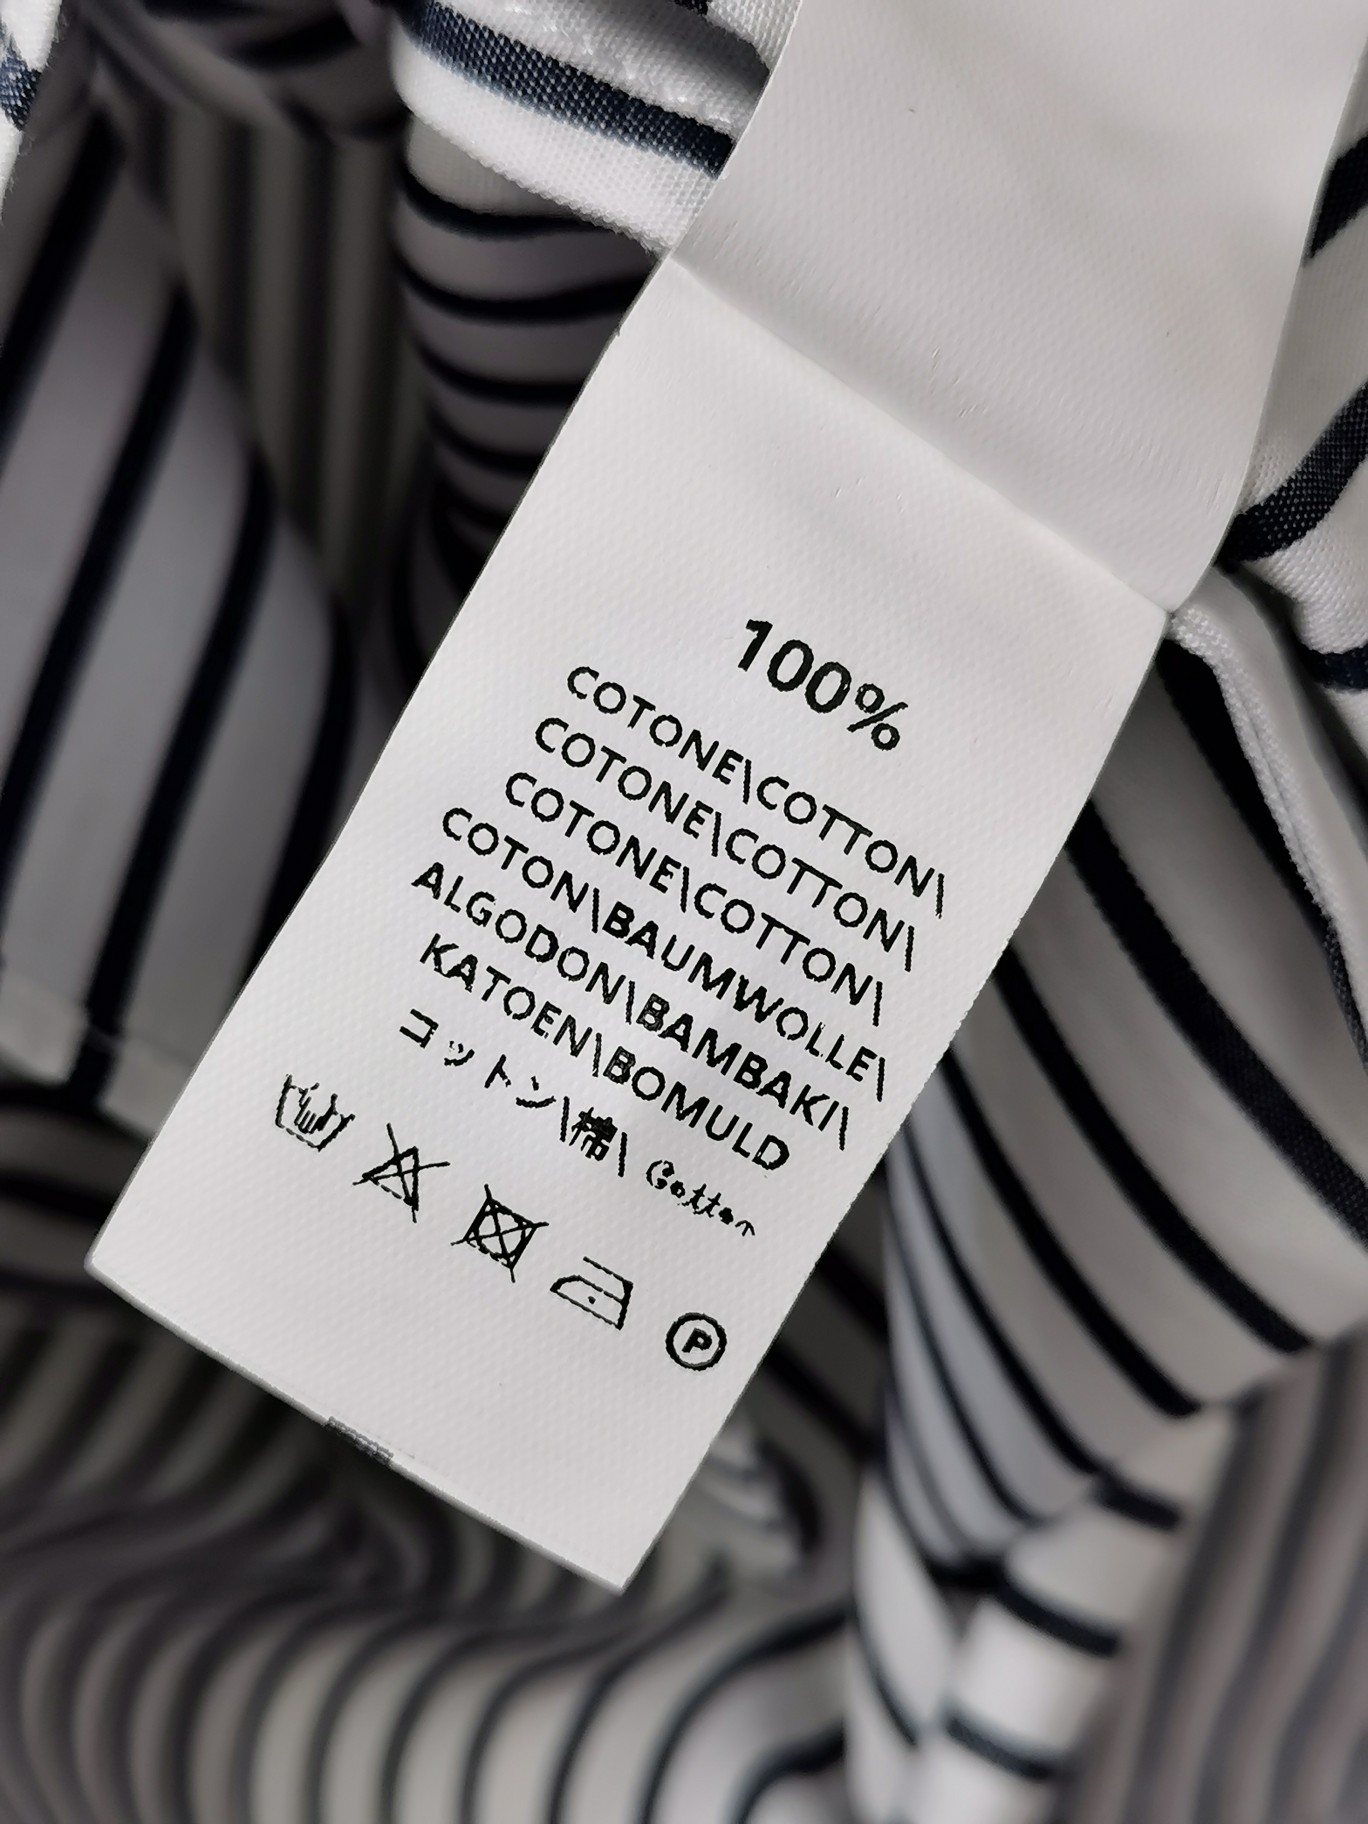 100%
COTONE\COTTON\
COTONE\COTTON\
COTONE\COTTON\
COTON\BAUMWOLLE\
ALGODON\BAMBAKI\
KATOEN\BOMULD
コットン\棉\ Cotton
P